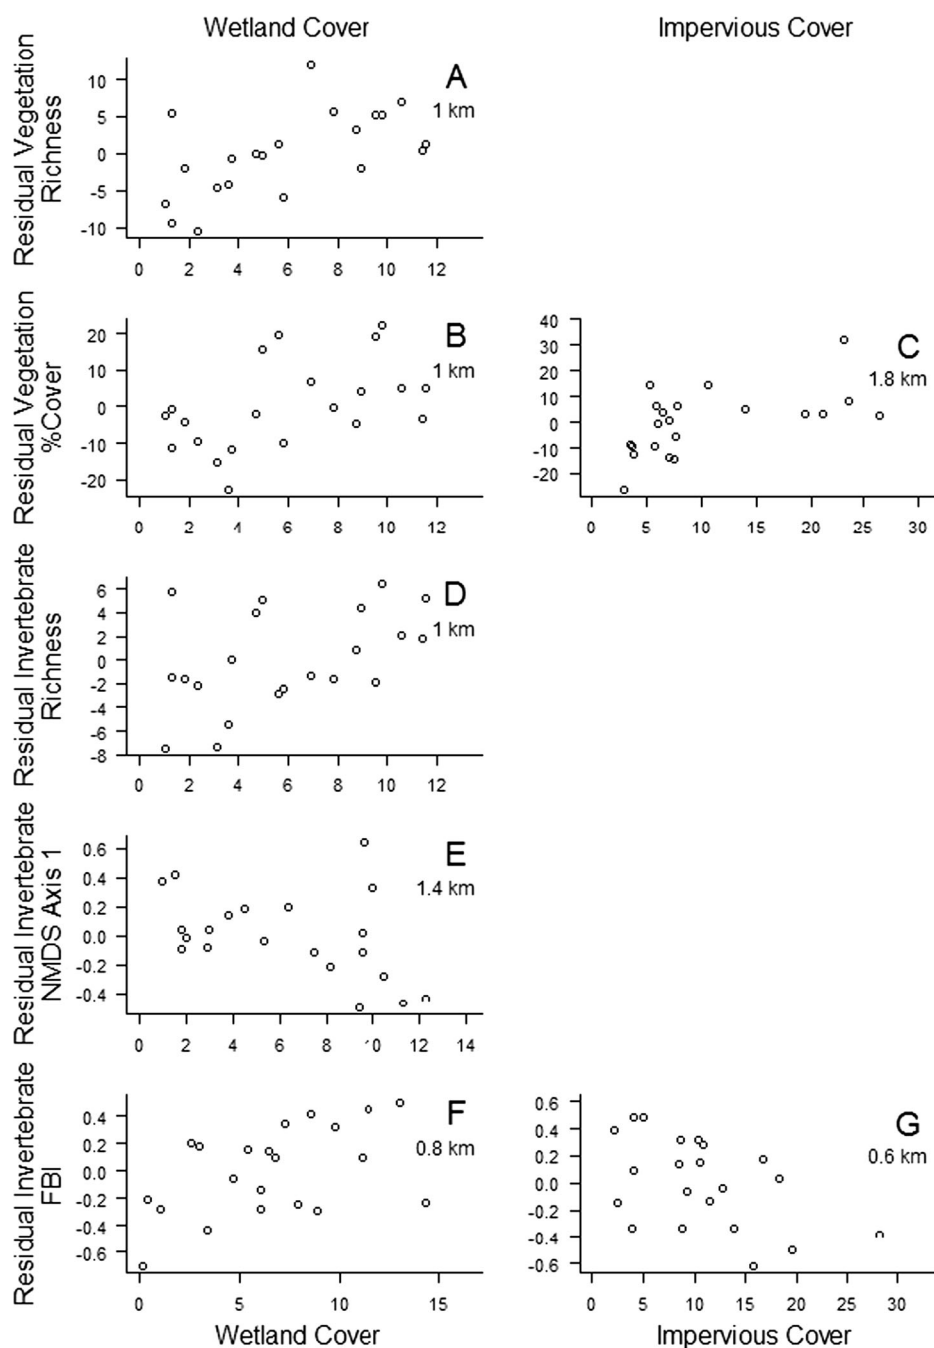 Wetland Cover
Impervious Cover
Residual Vegetation
Richness
10
5
0
-5
-10
A
1 km
0 2 4 6 8 10 12
Residual Vegetation
%Cover
20
10
0
-10
-20
B
1 km
0 2 4 6 8 10 12
40
30
20
10
0
-10
-20
C
1.8 km
0 5 10 15 20 25 30
Residual Invertebrate
Richness
6
4
2
0
-2
-4
-6
-8
D
1 km
0 2 4 6 8 10 12
Residual Invertebrate
NMDS Axis 1
0.6
0.4
0.2
0.0
-0.2
-0.4
E
1.4 km
0 2 4 6 8 10 12 14
Residual Invertebrate
FBI
0.4
0.2
0.0
-0.2
-0.4
-0.6
F
0.8 km
0 5 10 15
Wetland Cover
0.6
0.4
0.2
0.0
-0.2
-0.4
-0.6
G
0.6 km
0 5 10 15 20 25 30
Impervious Cover